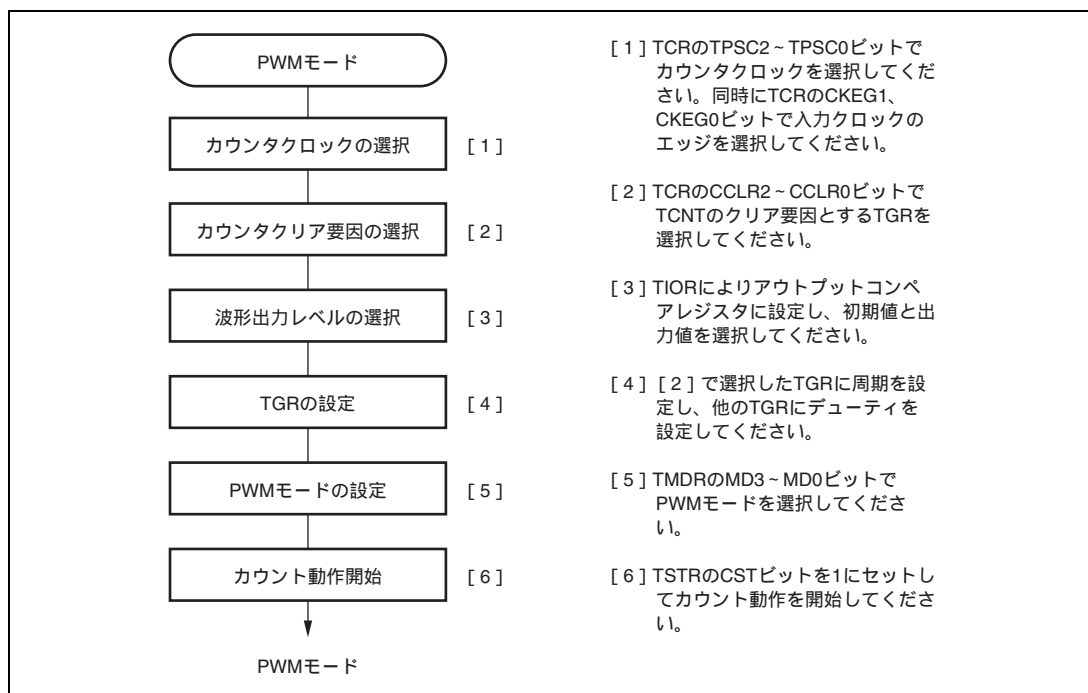 PWMモード
カウンタクロックの選択 [ 1 ]
カウンタクリア要因の選択 [ 2 ]
波形出力レベルの選択 [ 3 ]
TGRの設定 [ 4 ]
PWMモードの設定 [ 5 ]
カウント動作開始 [ 6 ]
PWMモード
[ 1 ] TCRのTPSC2~TPSC0ビットで
カウンタクロックを選択してくだ
さい。同時にTCRのCKEG1、
CKEG0ビットで入力クロックの
エッジを選択してください。
[ 2 ] TCRのCCLR2~CCLR0ビットで
TCNTのクリア要因とするTGRを
選択してください。
[ 3 ] TIORによりアウトプットコンペ
アレジスタに設定し、初期値と出
力値を選択してください。
[ 4 ] [ 2 ] で選択したTGRに周期を設
定し、他のTGRにデューティを
設定してください。
[ 5 ] TMDRのMD3~MD0ビットで
PWMモードを選択してくださ
い。
[ 6 ] TSTRのCSTビットを1にセットし
てカウント動作を開始してくださ
い。